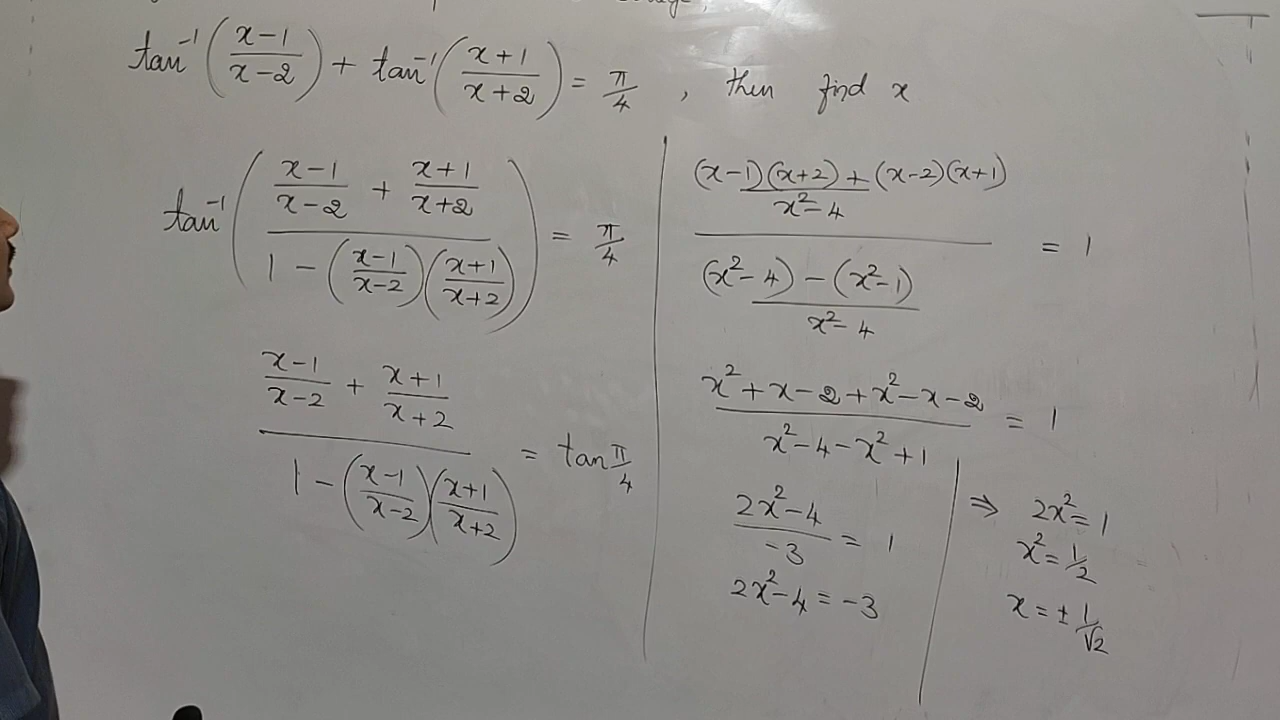 tan⁻¹((x-1)/(x-2)) + tan⁻¹((x+1)/(x+2)) = π/4 , then find x
tan⁻¹(((x-1)/(x-2) + (x+1)/(x+2))/(1 - ((x-1)/(x-2))((x+1)/(x+2)))) = π/4
((x-1)/(x-2) + (x+1)/(x+2))/(1 - ((x-1)/(x-2))((x+1)/(x+2))) = tan π/4
(((x-1)(x+2) + (x-2)(x+1))/(x²-4))/(((x²-4) - (x²-1))/(x²-4)) = 1
(x² + x - 2 + x² - x - 2)/(x² - 4 - x² + 1) = 1
(2x² - 4)/(-3) = 1
2x² - 4 = -3
⇒ 2x² = 1
x² = 1/2
x = ± 1/√2